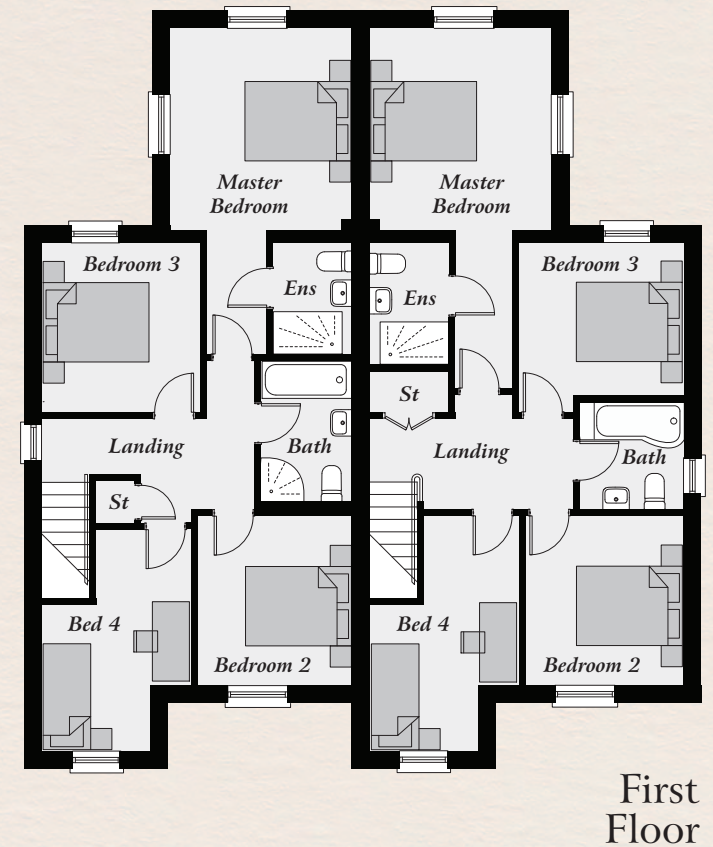 Master
Bedroom
Master
Bedroom
Bedroom 3
Bedroom 3
Ens
Ens
St
Landing
Bath
Landing
Bath
St
Bed 4
Bed 4
Bedroom 2
Bedroom 2
First
Floor